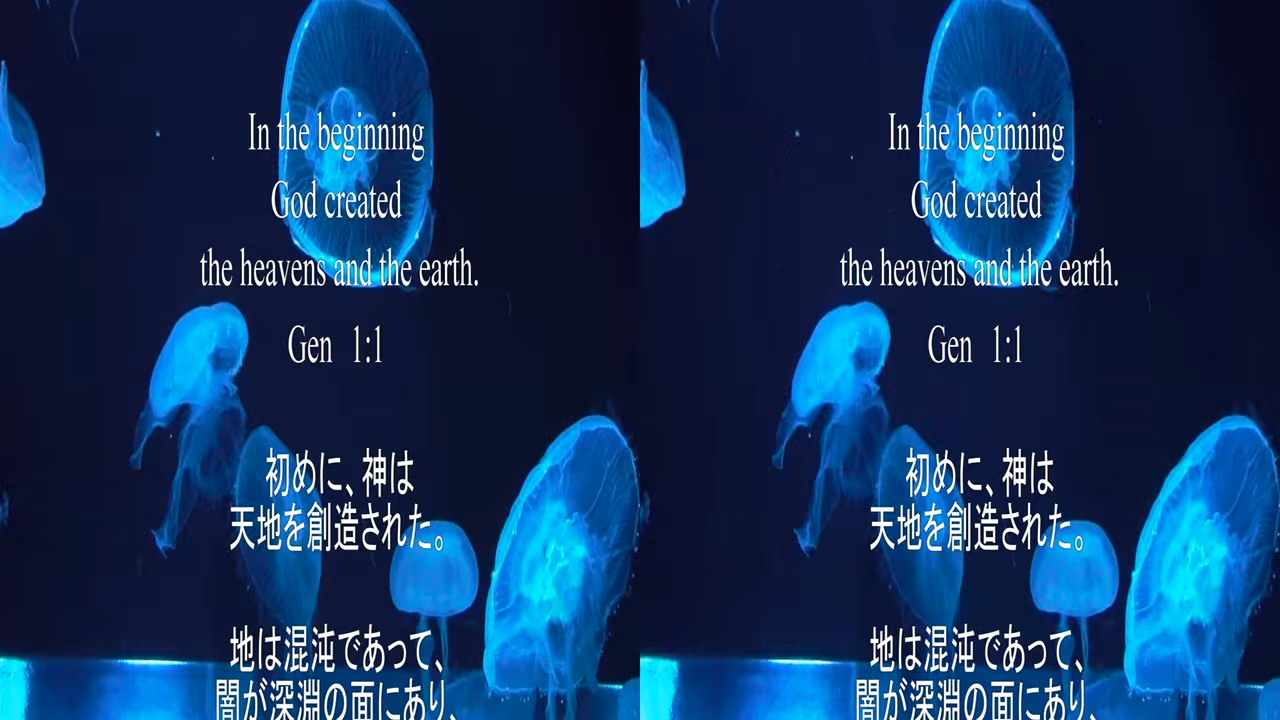 In the beginning
God created
the heavens and the earth.
Gen 1:1
初めに、神は
天地を創造された。
地は混沌であって、
闇が深淵の面にあり、
In the beginning
God created
the heavens and the earth.
Gen 1:1
初めに、神は
天地を創造された。
地は混沌であって、
闇が深淵の面にあり、